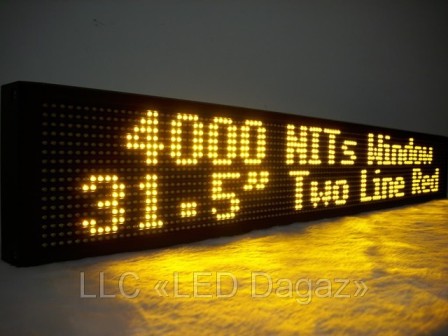 4000 NITs Window
31.5" Two Line Red
LLC «LED Dagaz»